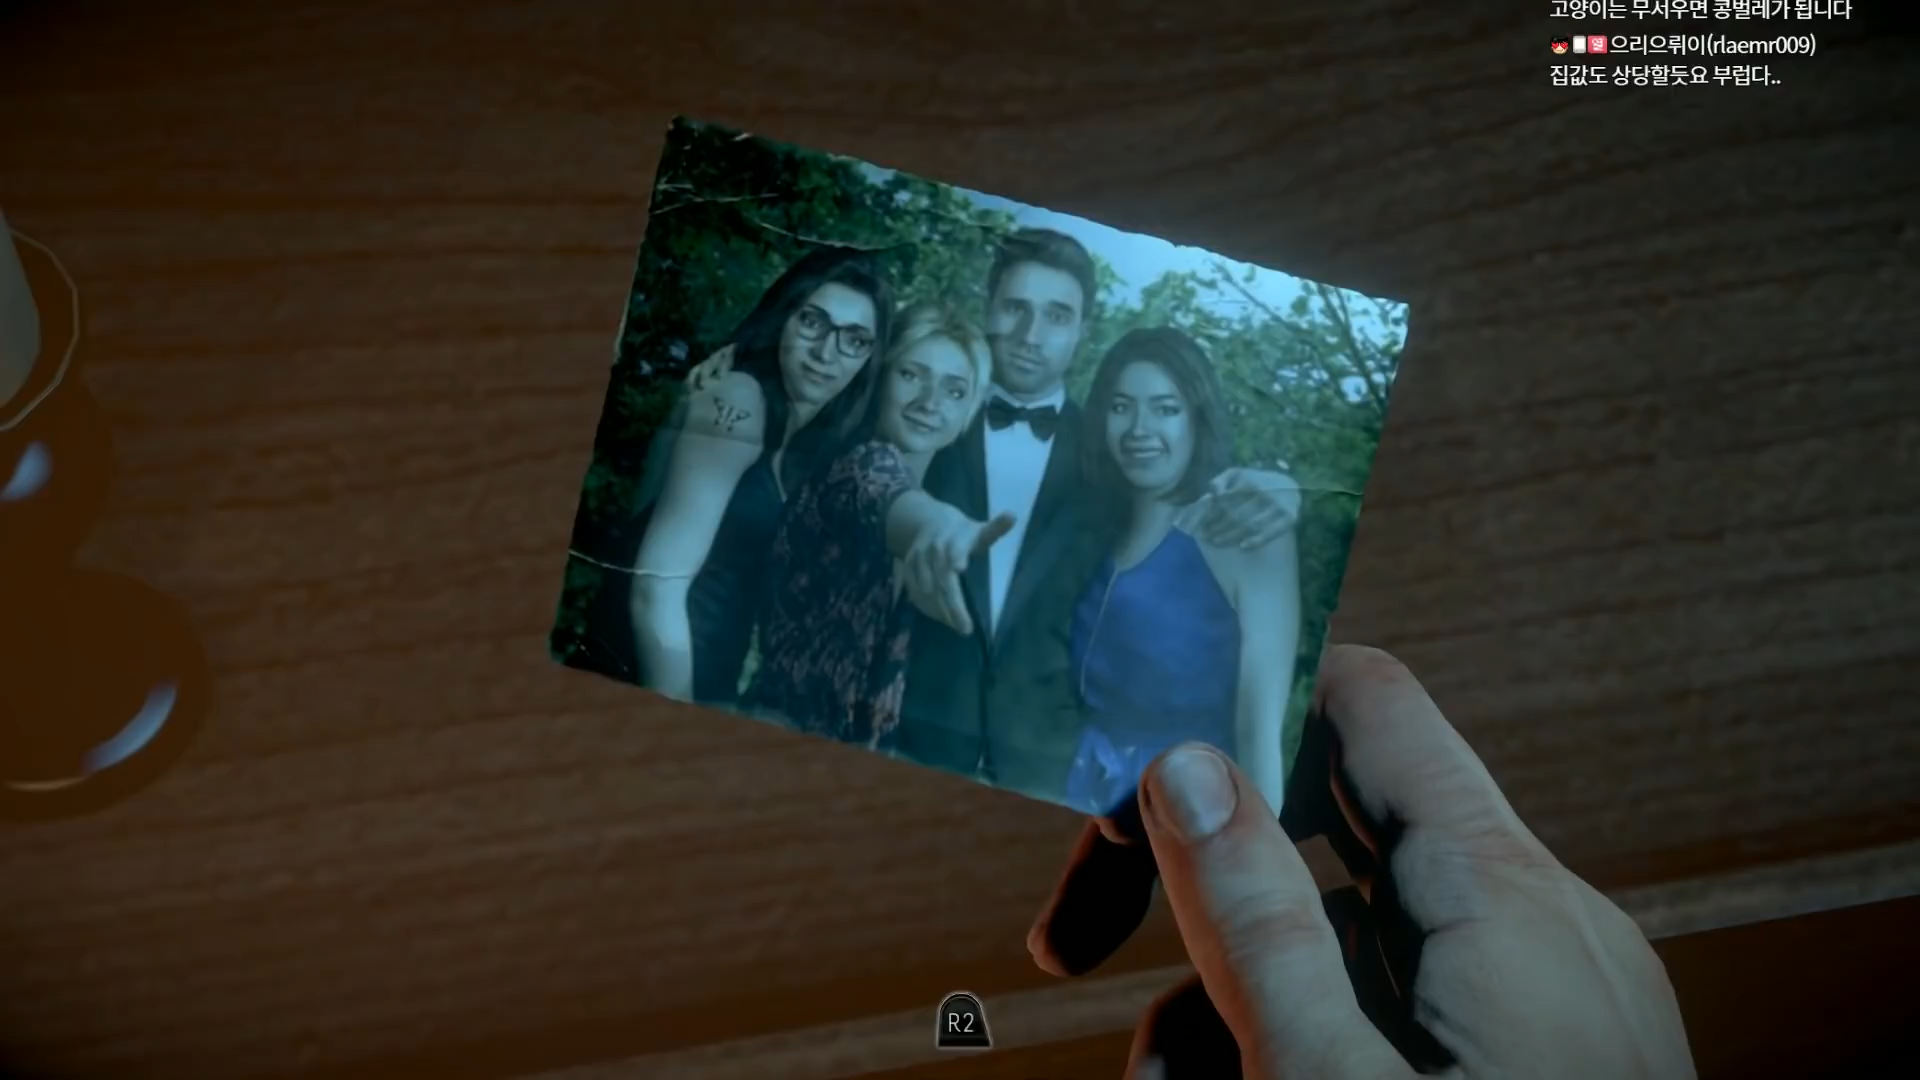 고양이는 무서우면 콩벌레가 됩니다
열 으리으뤼이(rlaemr009)
집값도 상당할듯요 부럽다..
R2